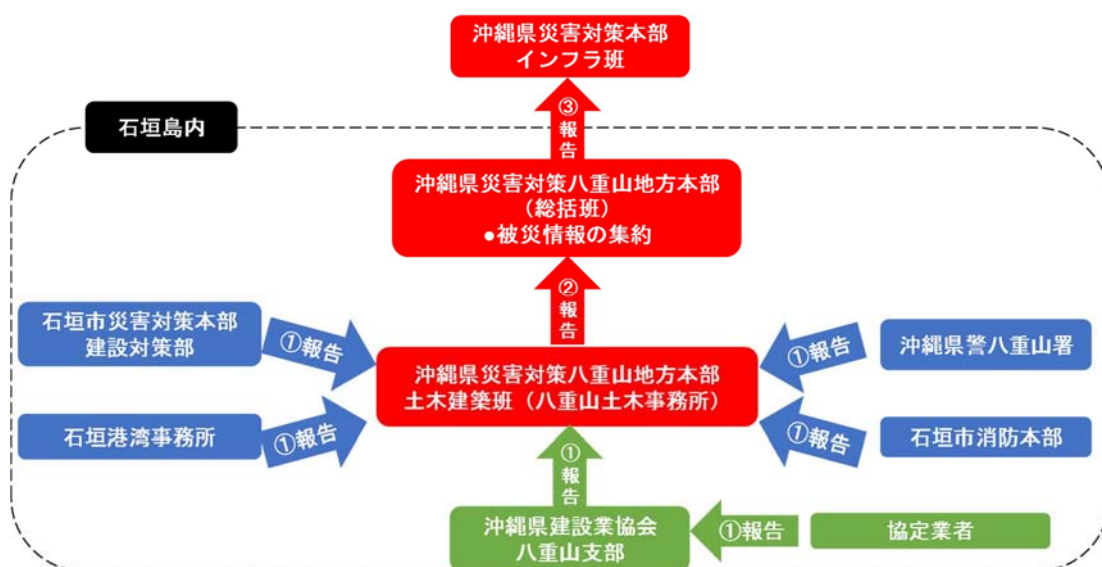 沖縄県災害対策本部
インフラ班
③報告
石垣島内
沖縄県災害対策八重山地方本部
（総括班）
●被災情報の集約
②報告
石垣市災害対策本部
建設対策部
①報告
沖縄県警八重山署
①報告
沖縄県災害対策八重山地方本部
土木建築班（八重山土木事務所）
石垣港湾事務所
①報告
石垣市消防本部
①報告
①報告
沖縄県建設業協会
八重山支部
①報告
協定業者